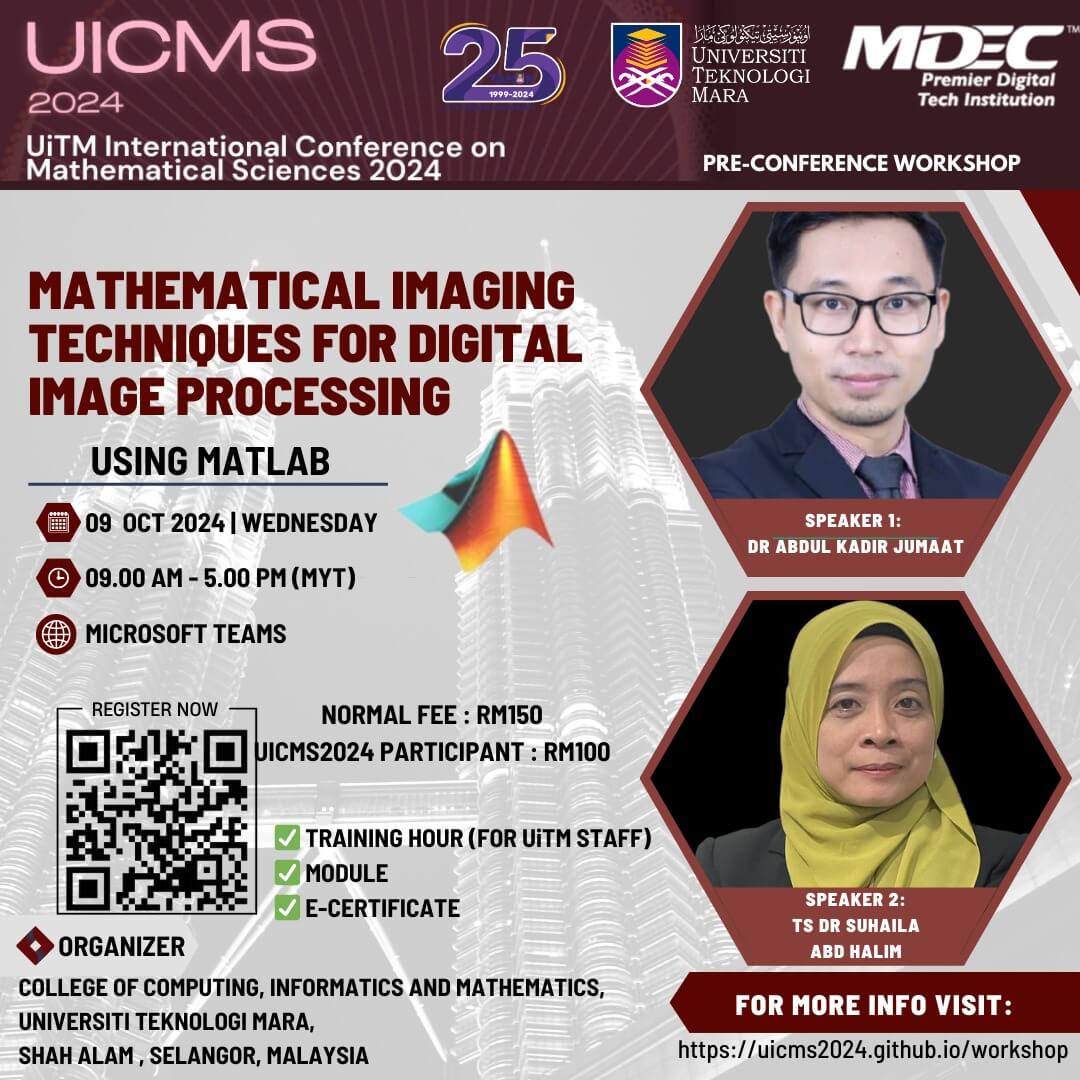 UICMS
2024
UiTM International Conference on
Mathematical Sciences 2024
25
1999-2024
UNIVERSITI
TEKNOLOGI
MARA
MDEC™
Premier Digital
Tech Institution
PRE-CONFERENCE WORKSHOP
MATHEMATICAL IMAGING
TECHNIQUES FOR DIGITAL
IMAGE PROCESSING
USING MATLAB
09 OCT 2024 | WEDNESDAY
09.00 AM - 5.00 PM (MYT)
MICROSOFT TEAMS
SPEAKER 1:
DR ABDUL KADIR JUMAAT
REGISTER NOW
NORMAL FEE : RM150
UICMS2024 PARTICIPANT : RM100
TRAINING HOUR (FOR UiTM STAFF)
MODULE
E-CERTIFICATE
SPEAKER 2:
TS DR SUHAILA
ABD HALIM
ORGANIZER
COLLEGE OF COMPUTING, INFORMATICS AND MATHEMATICS,
UNIVERSITI TEKNOLOGI MARA,
SHAH ALAM , SELANGOR, MALAYSIA
FOR MORE INFO VISIT:
https://uicms2024.github.io/workshop